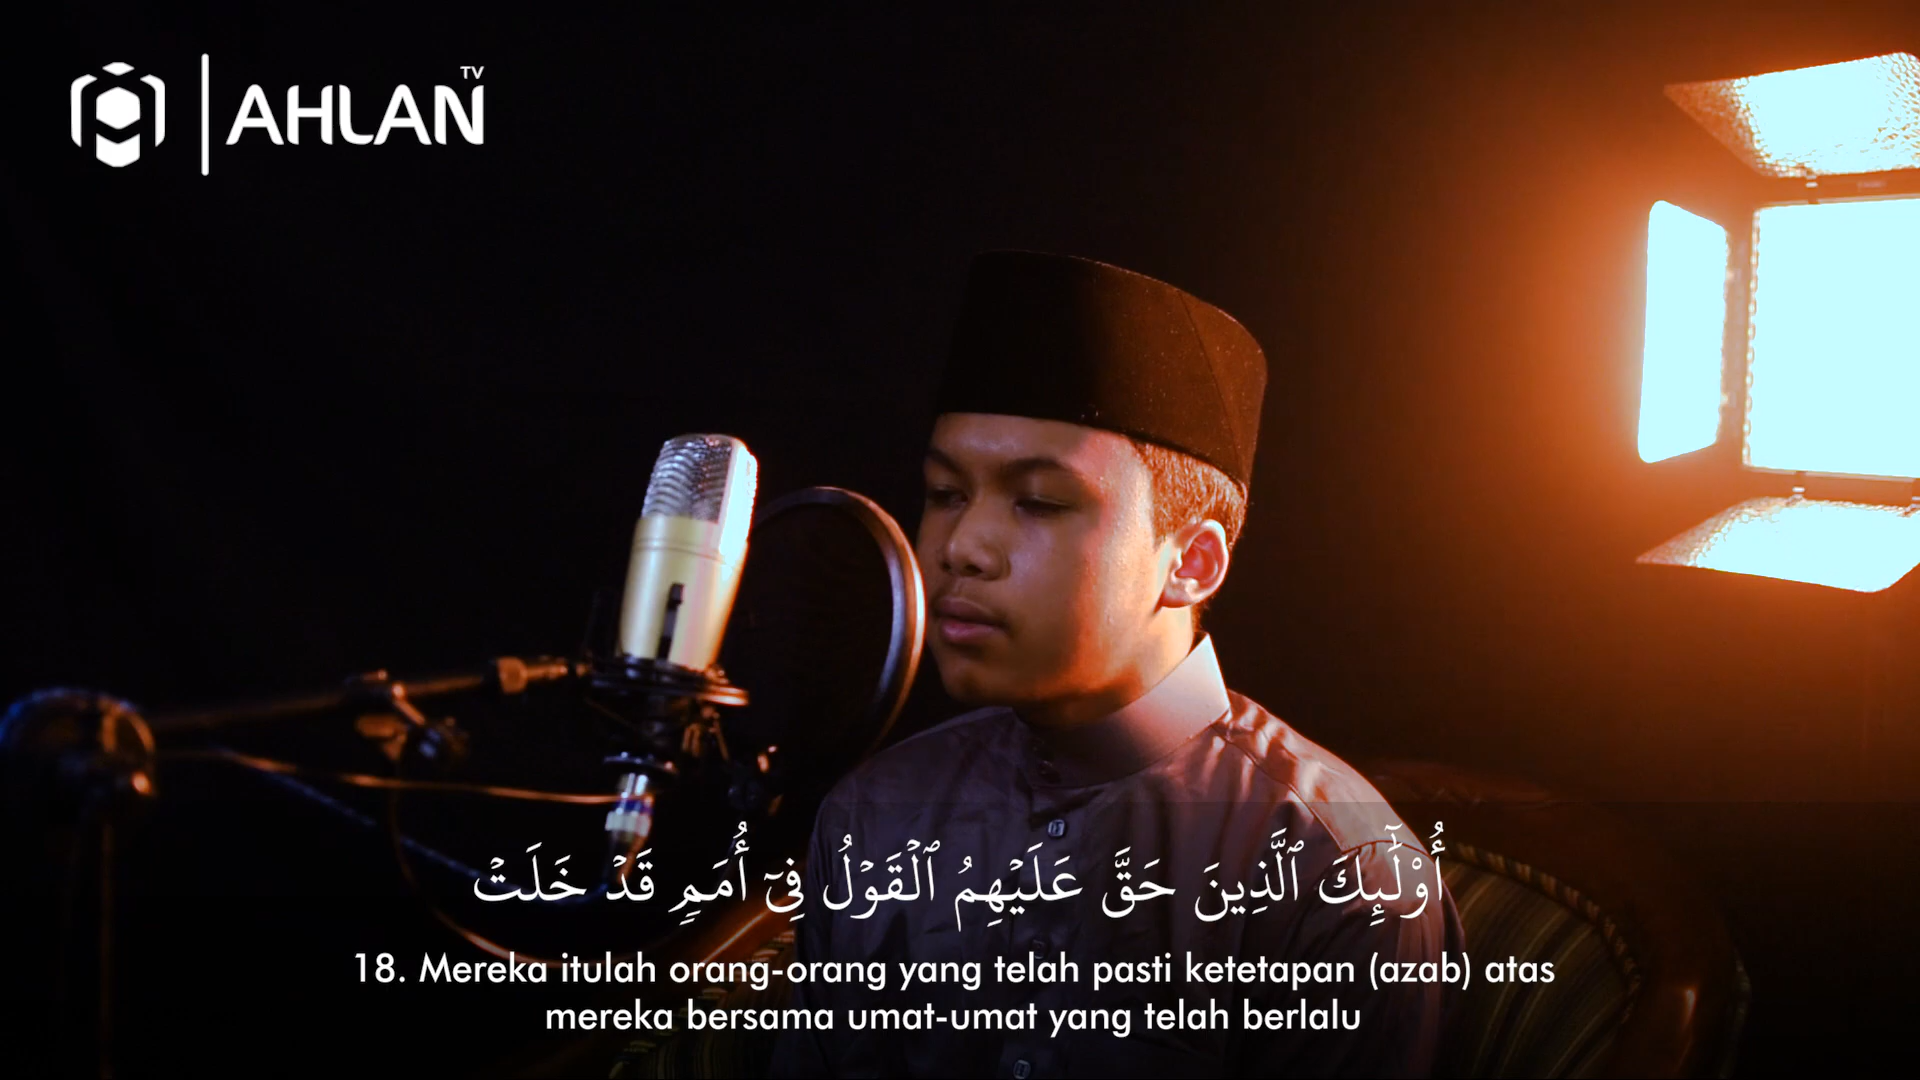 AHLAN TV
أُوْلَٰٓئِكَ ٱلَّذِينَ حَقَّ عَلَيۡهِمُ ٱلۡقَوۡلُ فِيٓ أُمَمٖ قَدۡ خَلَتۡ
18. Mereka itulah orang-orang yang telah pasti ketetapan (azab) atas
mereka bersama umat-umat yang telah berlalu